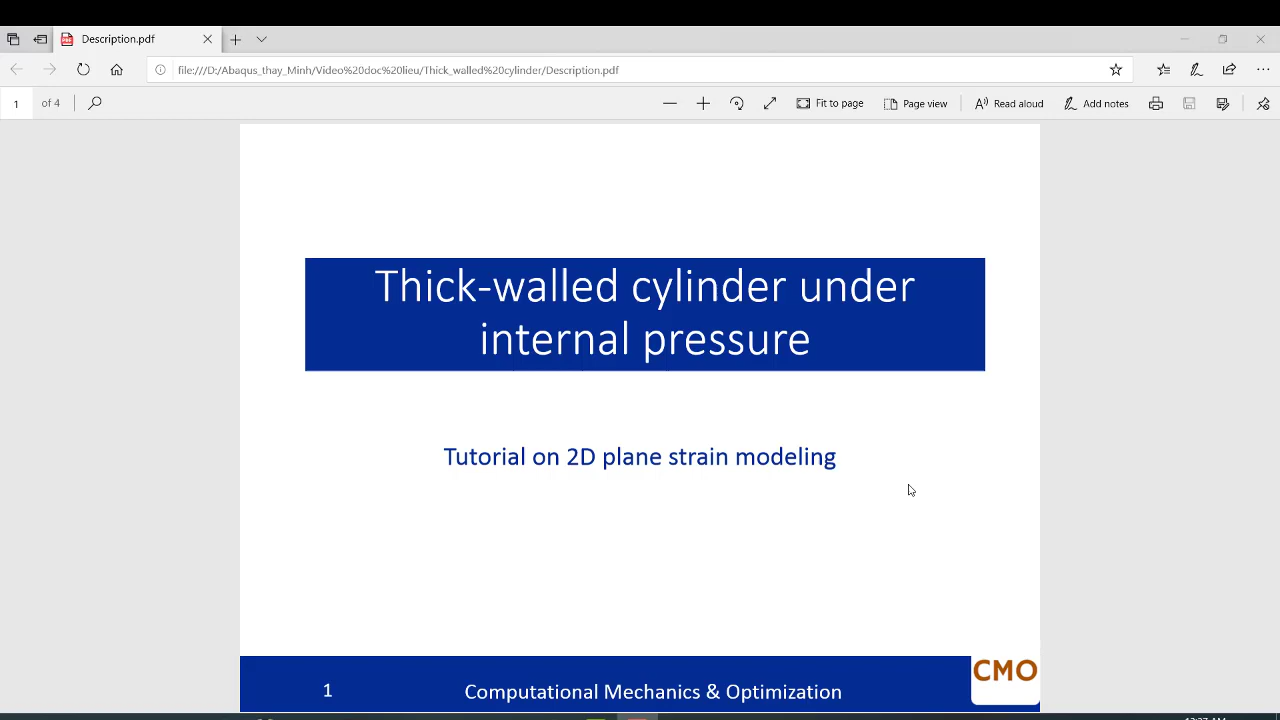 Description.pdf
file:///D:/Abaqus_thay_Minh/Video%20doc%20lieu/Thick_walled%20cylinder/Description.pdf
1 of 4
Fit to page
Page view
Read aloud
Add notes
Thick-walled cylinder under
internal pressure
Tutorial on 2D plane strain modeling
CMO
1
Computational Mechanics & Optimization